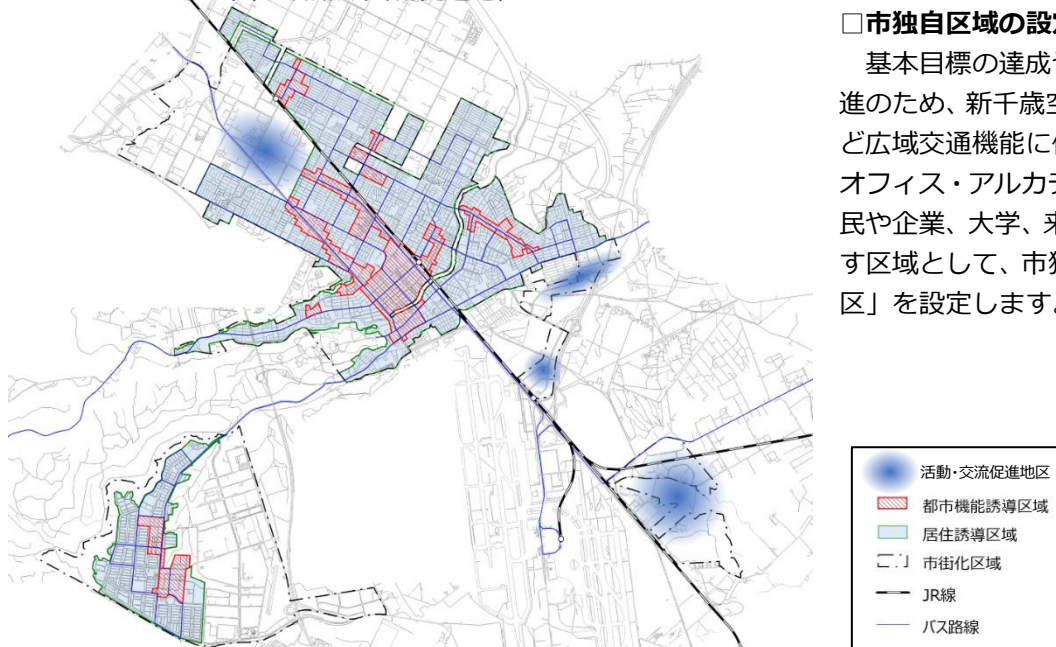 □市独自区域の設
基本目標の達成
進のため、新千歳空
ど広域交通機能に
オフィス・アルカ
民や企業、大学、来
す区域として、市独
区」を設定します
活動・交流促進地区
都市機能誘導区域
居住誘導区域
市街化区域
JR線
バス路線